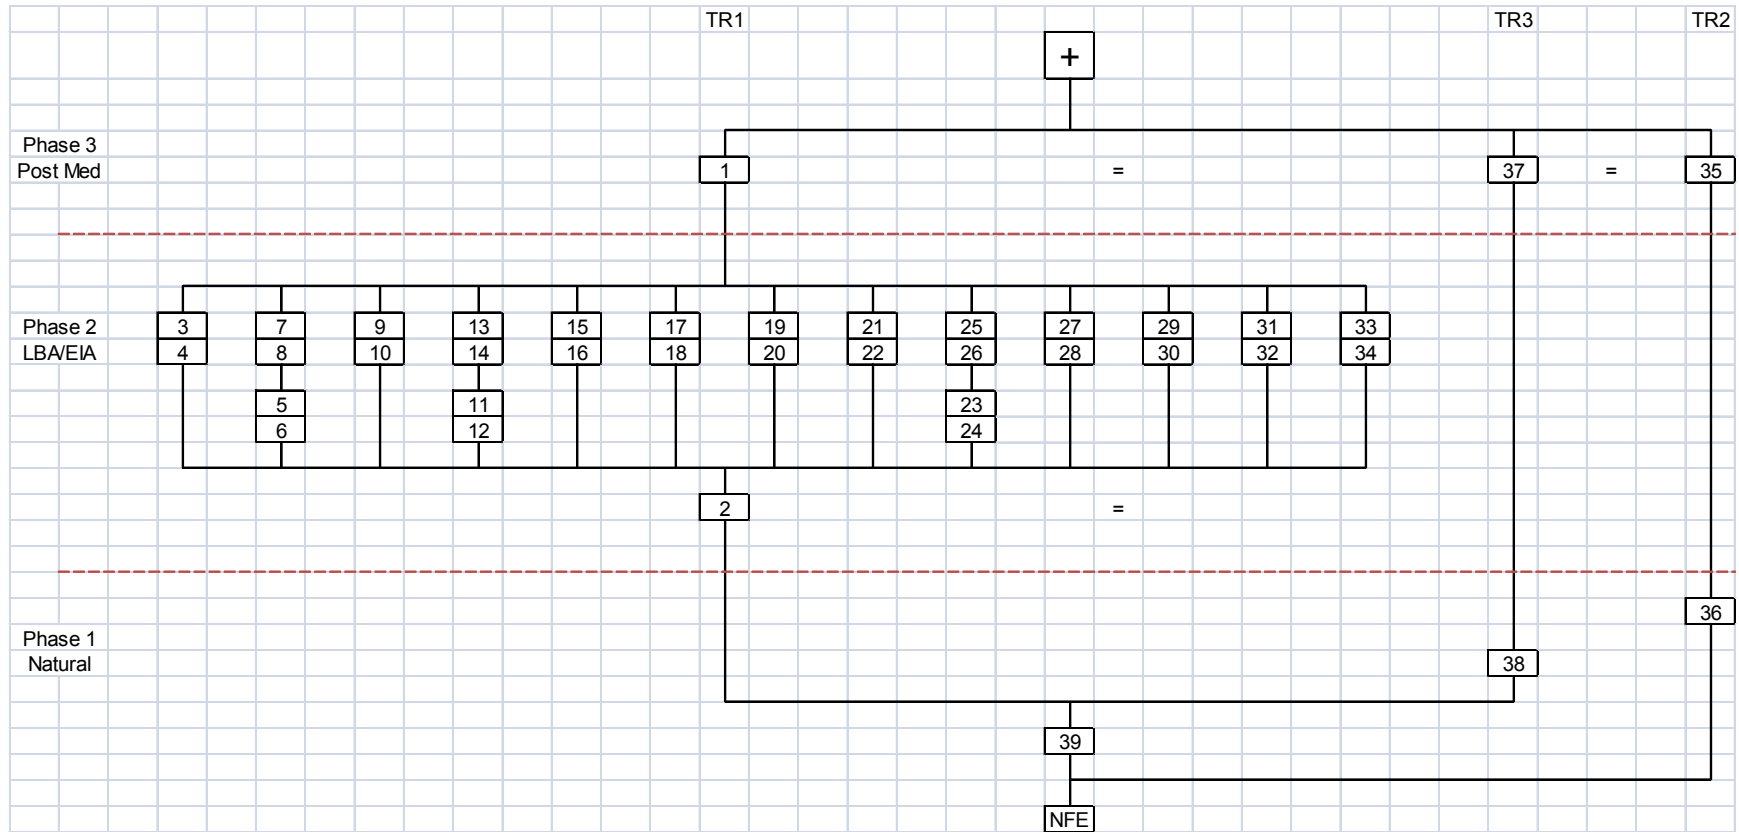 TR1 TR3 TR2
+
Phase 3
Post Med 1 = 37 = 35
Phase 2 3 7 9 13 15 17 19 21 25 27 29 31 33
LBA/EIA 4 8 10 14 16 18 20 22 26 28 30 32 34
5 11 23
6 12 24
2 =
36
Phase 1
Natural 38
39
NFE